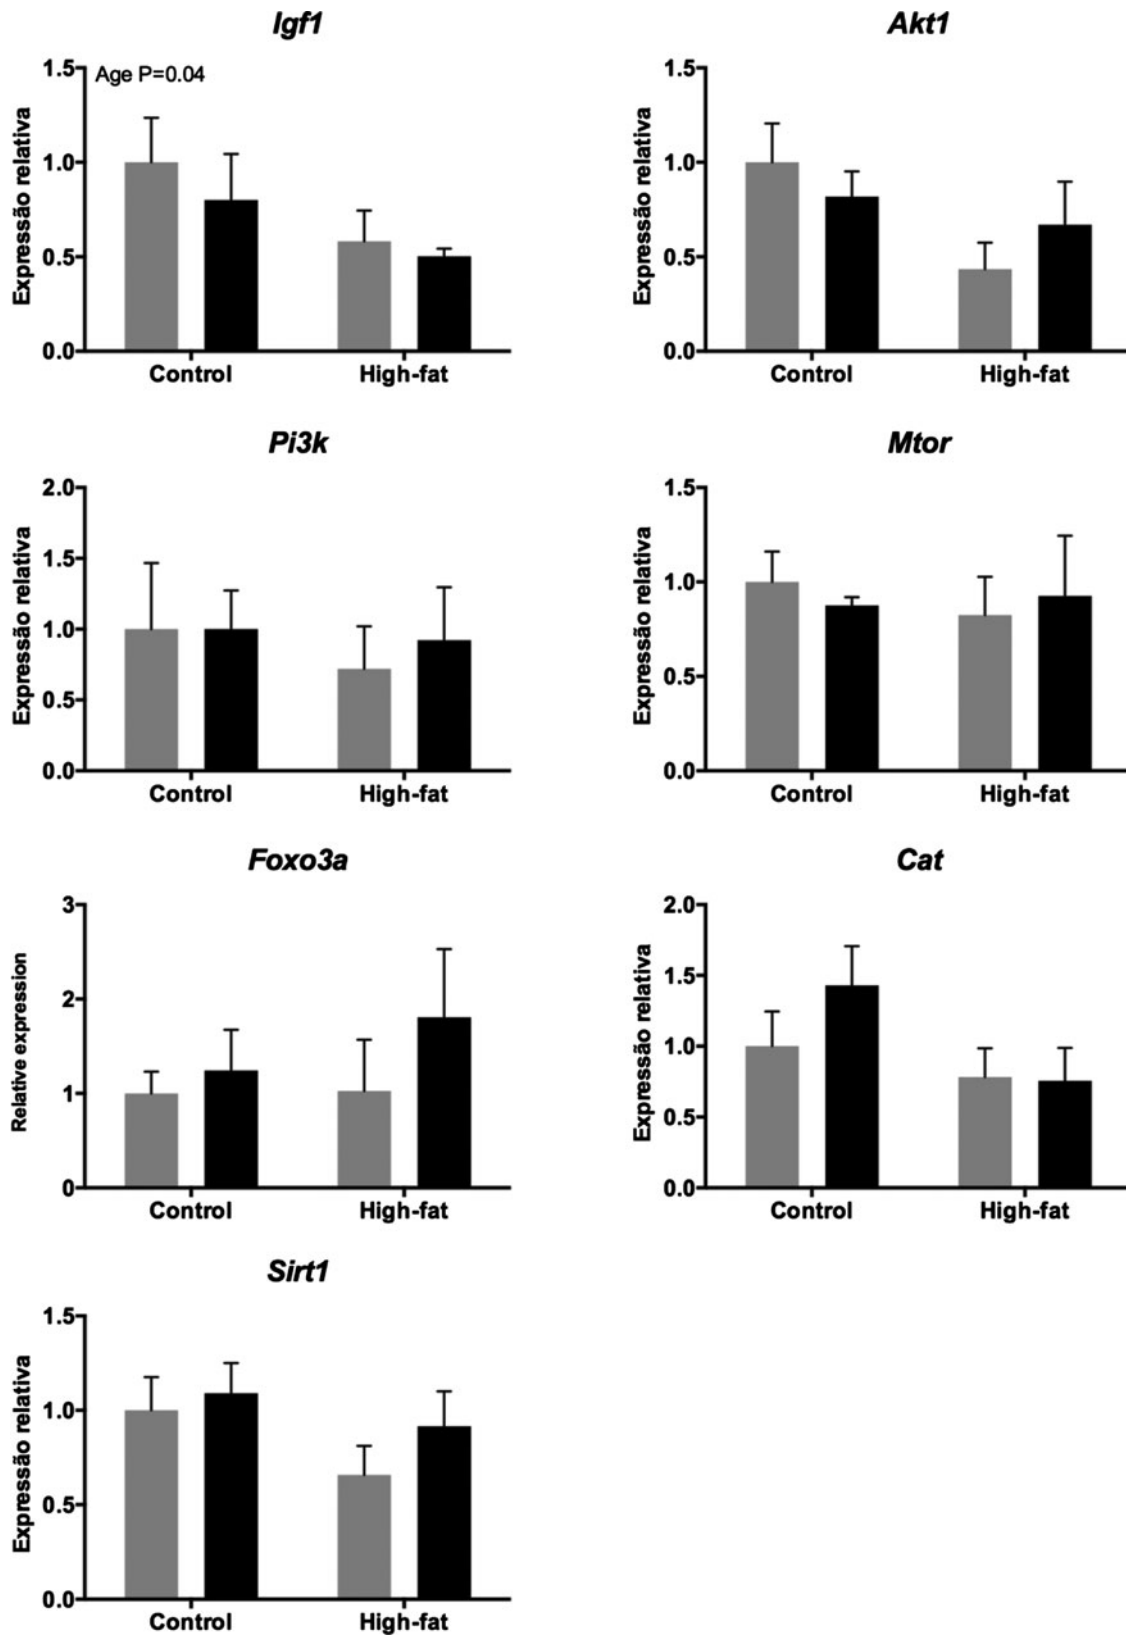 Igf1
Age P=0.04
Expressão relativa
1.5
1.0
0.5
0.0
Control High-fat
Akt1
Expressão relativa
1.5
1.0
0.5
0.0
Control High-fat
Pi3k
Expressão relativa
2.0
1.5
1.0
0.5
0.0
Control High-fat
Mtor
Expressão relativa
1.5
1.0
0.5
0.0
Control High-fat
Foxo3a
Relative expression
3
2
1
0
Control High-fat
Cat
Expressão relativa
2.0
1.5
1.0
0.5
0.0
Control High-fat
Sirt1
Expressão relativa
1.5
1.0
0.5
0.0
Control High-fat